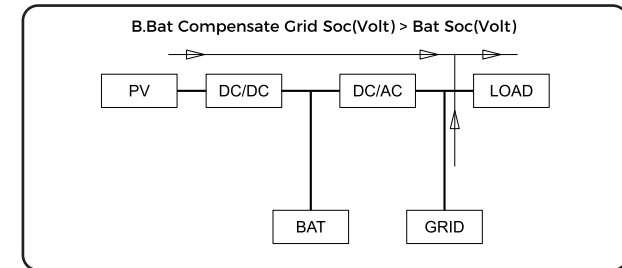 B.Bat Compensate Grid Soc(Volt) > Bat Soc(Volt)
PV DC/DC DC/AC LOAD
BAT GRID